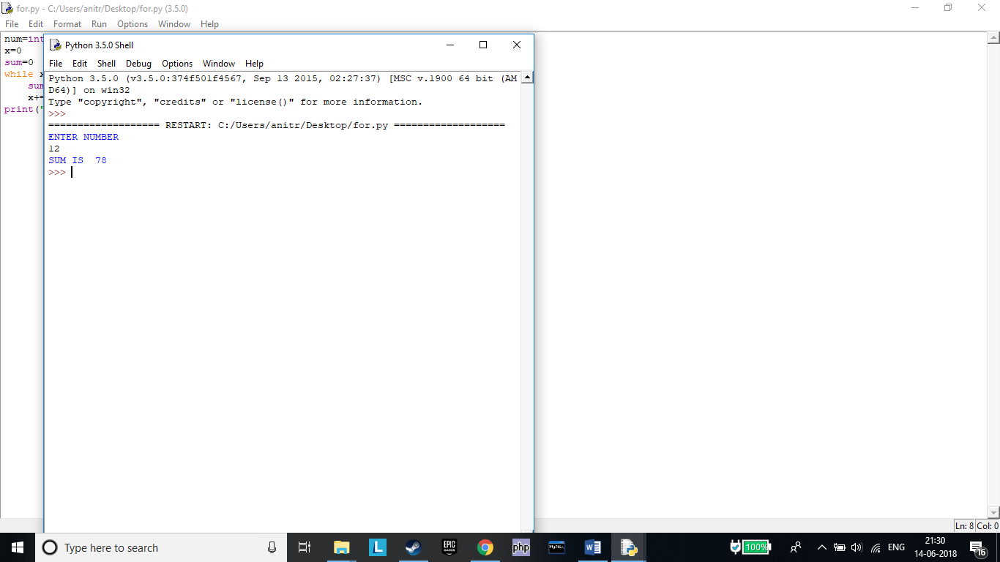 for.py - C:/Users/anitr/Desktop/for.py (3.5.0)
File Edit Format Run Options Window Help
num=int
x=0
sum=0
while x
sum
x+=
print("
Python 3.5.0 Shell
File Edit Shell Debug Options Window Help
Python 3.5.0 (v3.5.0:374f501f4567, Sep 13 2015, 02:27:37) [MSC v.1900 64 bit (AM
D64)] on win32
Type "copyright", "credits" or "license()" for more information.
>>>
=================== RESTART: C:/Users/anitr/Desktop/for.py ===================
ENTER NUMBER
12
SUM IS  78
>>>
Ln: 8 Col: 0
Type here to search
L
EPIC
GAMES
php
MySQL
W
100%
ENG
21:30
14-06-2018
16